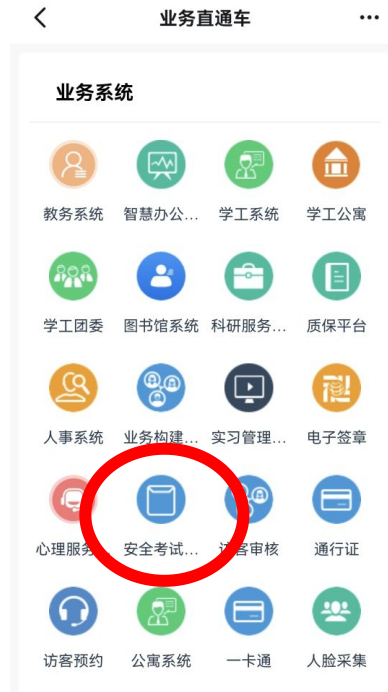 业务直通车
业务系统
教务系统 智慧办公... 学工系统 学工公寓
学工团委 图书馆系统 科研服务... 质保平台
人事系统 业务构建... 实习管理... 电子签章
心理服务... 安全考试... 访客审核 通行证
访客预约 公寓系统 一卡通 人脸采集